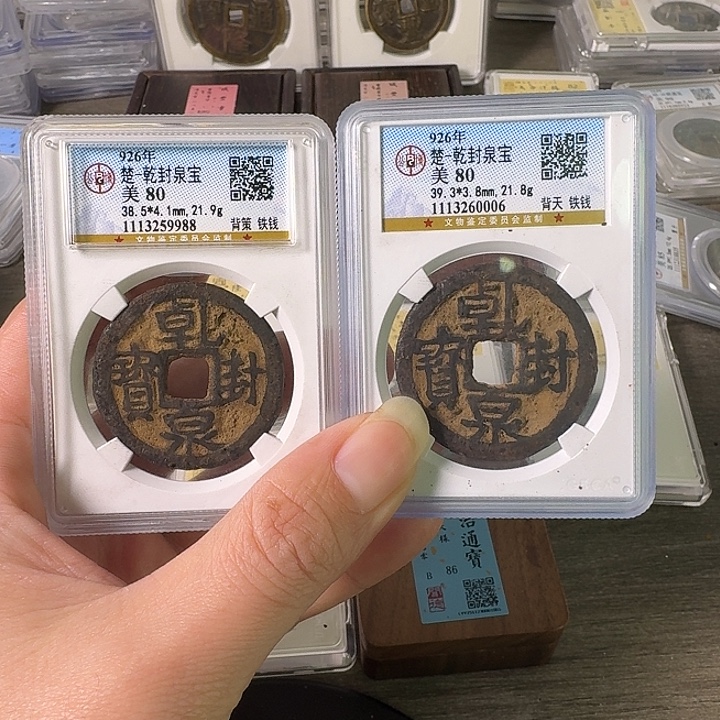 926年
楚-乾封泉宝
美 80
38.5*4.1mm, 21.9g
1113259988
背策 铁钱
文物鉴定委员会监制
926年
楚-乾封泉宝
美 80
39.3*3.8mm, 21.8g
1113260006
背天 铁钱
文物鉴定委员会监制
乾
封
泉
寶
乾
封
泉
寶
通寶
B 86